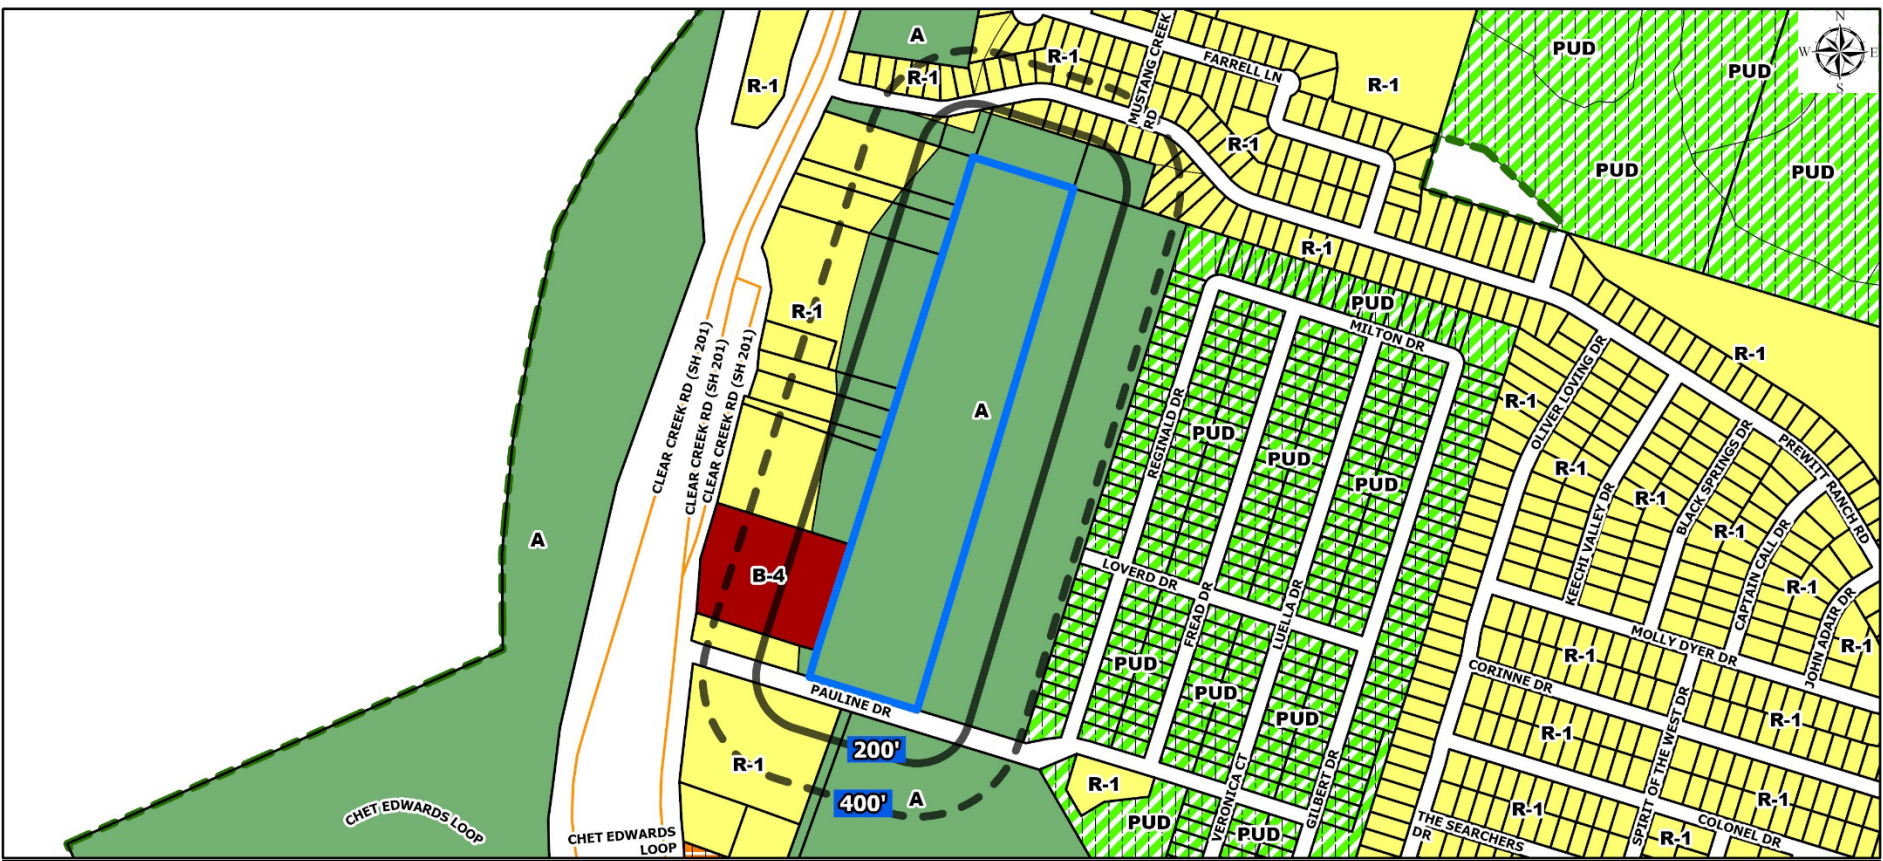 N
W E
S
A
R-1
R-1
R-1
MUSTANG CREEK
RD
FARRELL LN
R-1
R-1
PUD
PUD
PUD
PUD
R-1
PUD
MILTON DR
R-1
A
R-1
R-1
CLEAR CREEK RD (SH 201)
CLEAR CREEK RD (SH 201)
CLEAR CREEK RD (SH 201)
A
B-4
REGINALD DR
PUD
PUD
PUD
OLIVER LOVING DR
R-1
KEECHI VALLEY DR
R-1
BLACK SPRINGS DR
R-1
PREWITT RANCH RD
CAPTAIN CALL DR
R-1
JOHN ADAIR DR
R-1
LOVERD DR
FREAD DR
LUELLA DR
PUD
PUD
PUD
MOLLY DYER DR
R-1
CORINNE DR
R-1
R-1
SPIRIT OF THE WEST DR
PAULINE DR
200'
400'
A
R-1
R-1
PUD
VERONICA CT
PUD
GILBERT DR
R-1
R-1
R-1
COLONEL DR
THE SEARCHERS
DR
CHET EDWARDS LOOP
CHET EDWARDS
LOOP